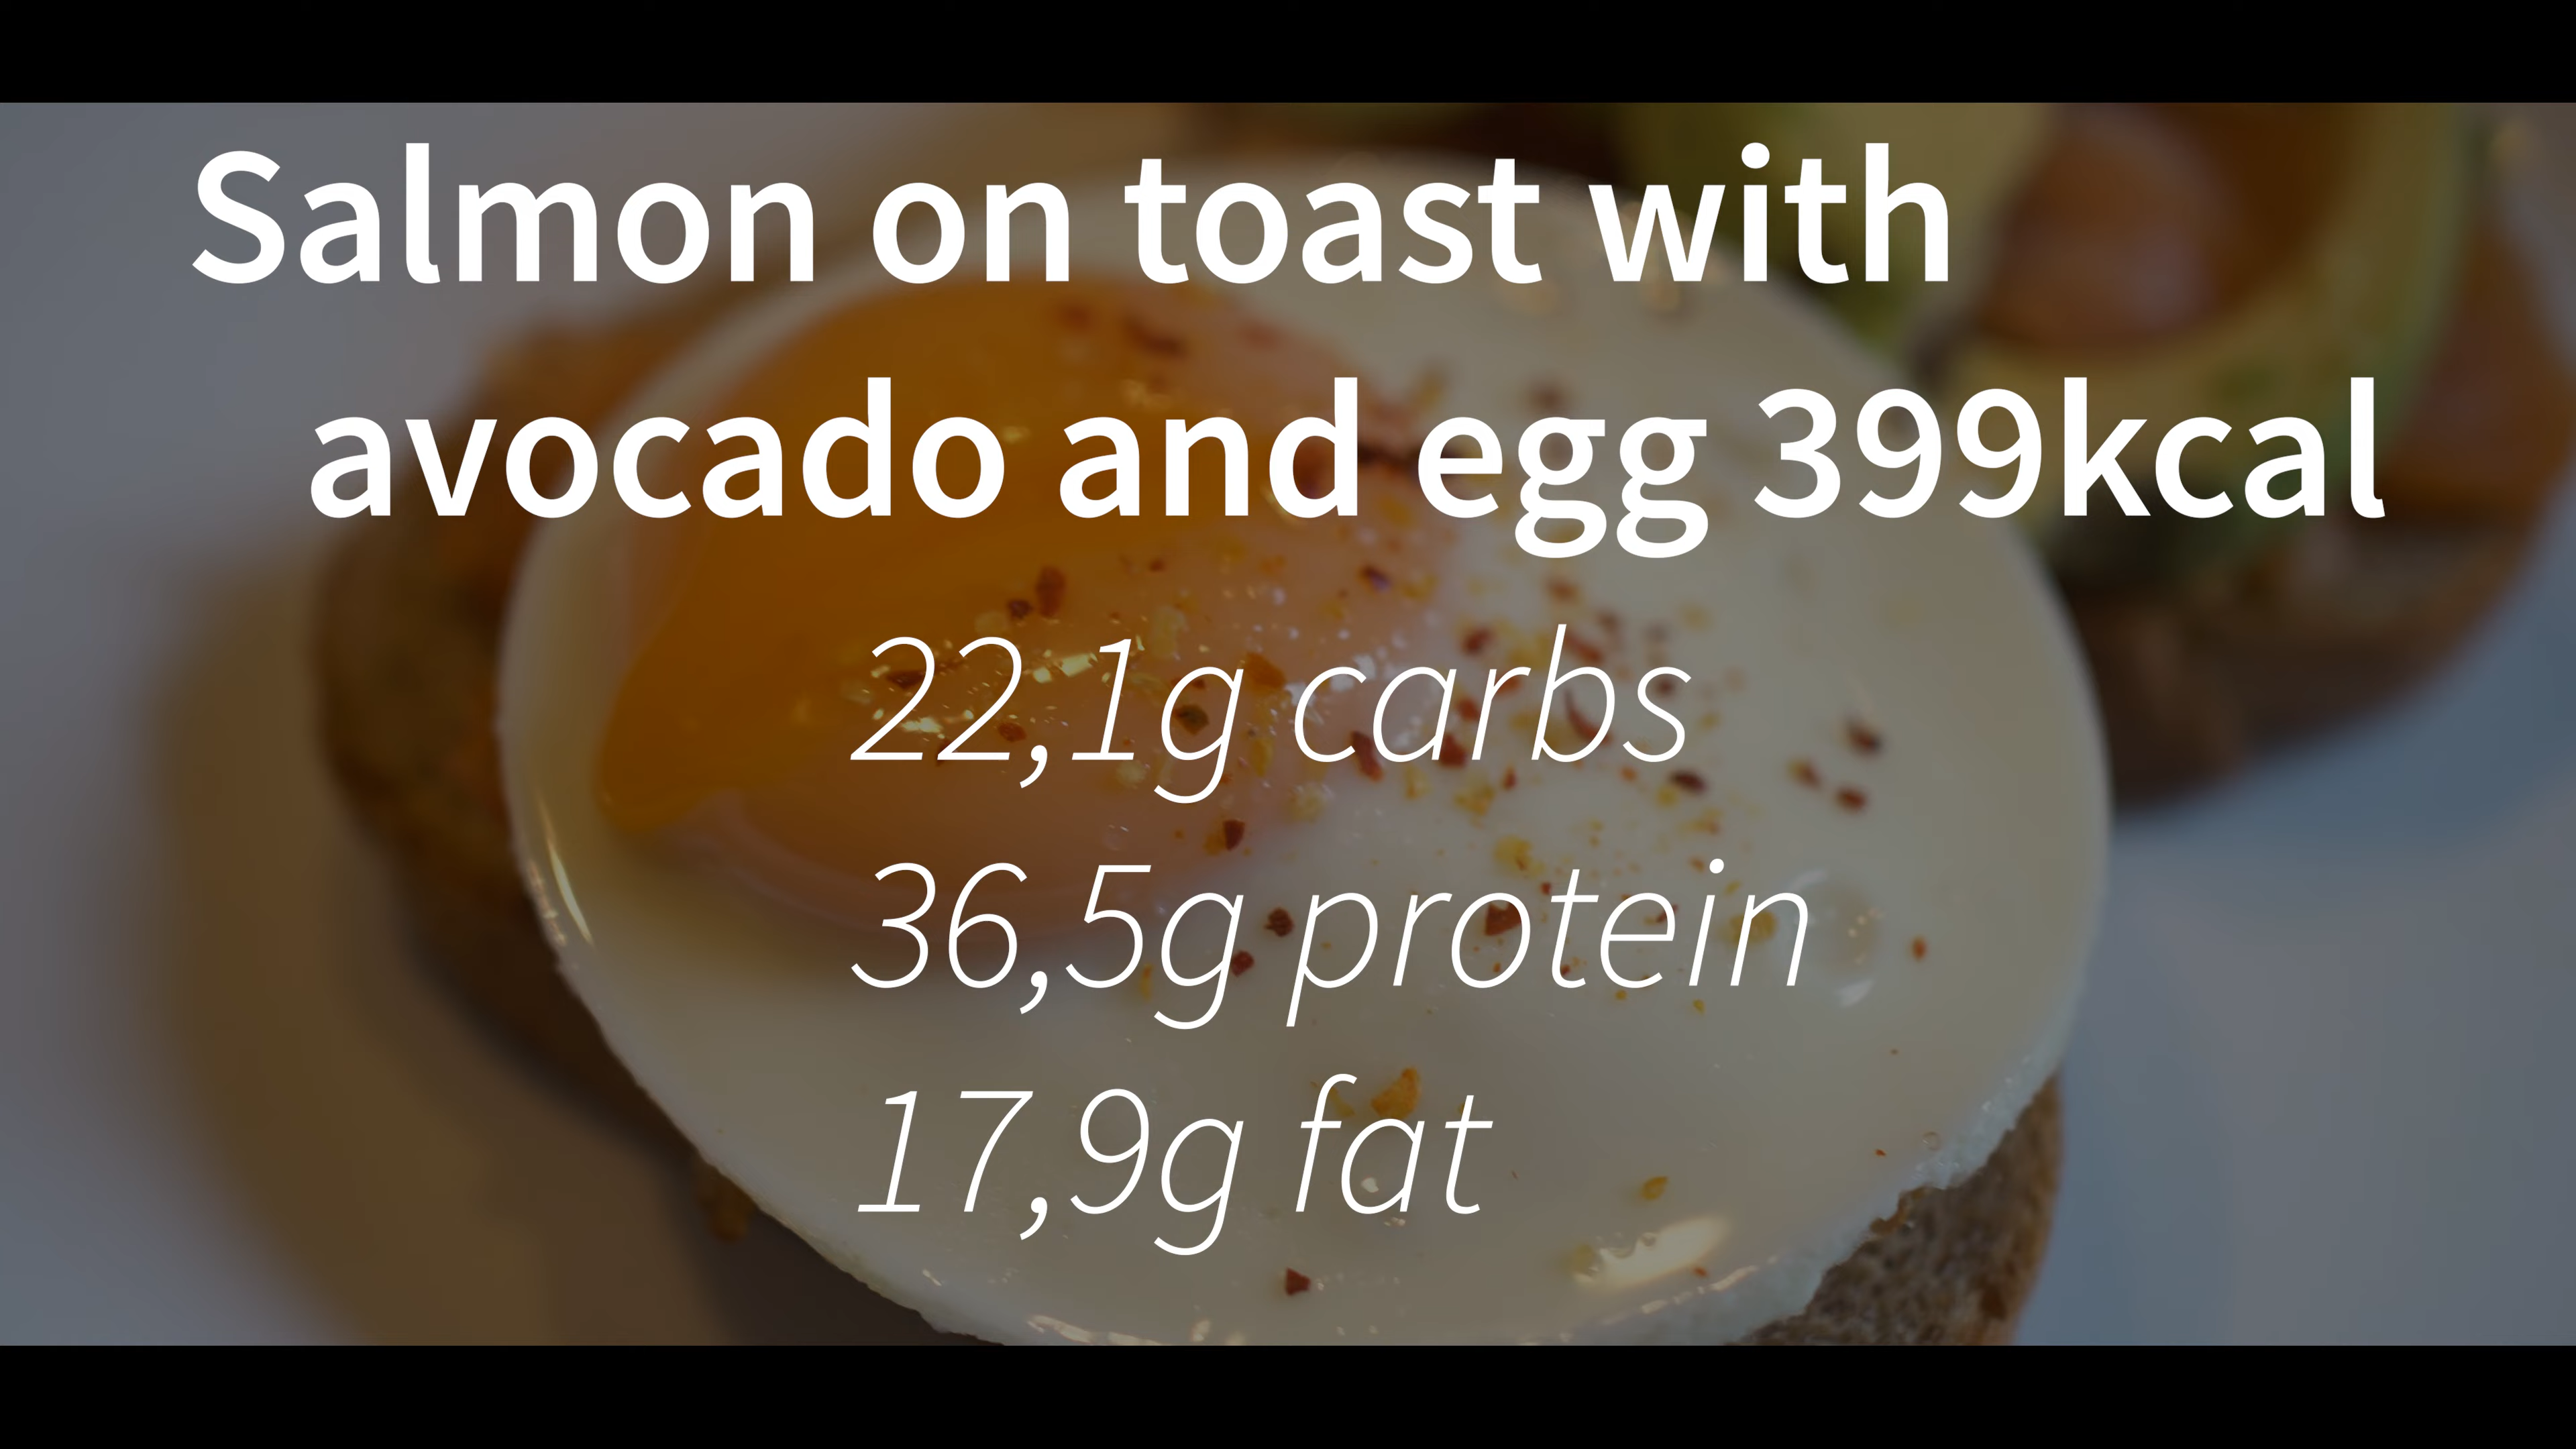 Salmon on toast with
avocado and egg 399kcal
22,1g carbs
36,5g protein
17,9g fat